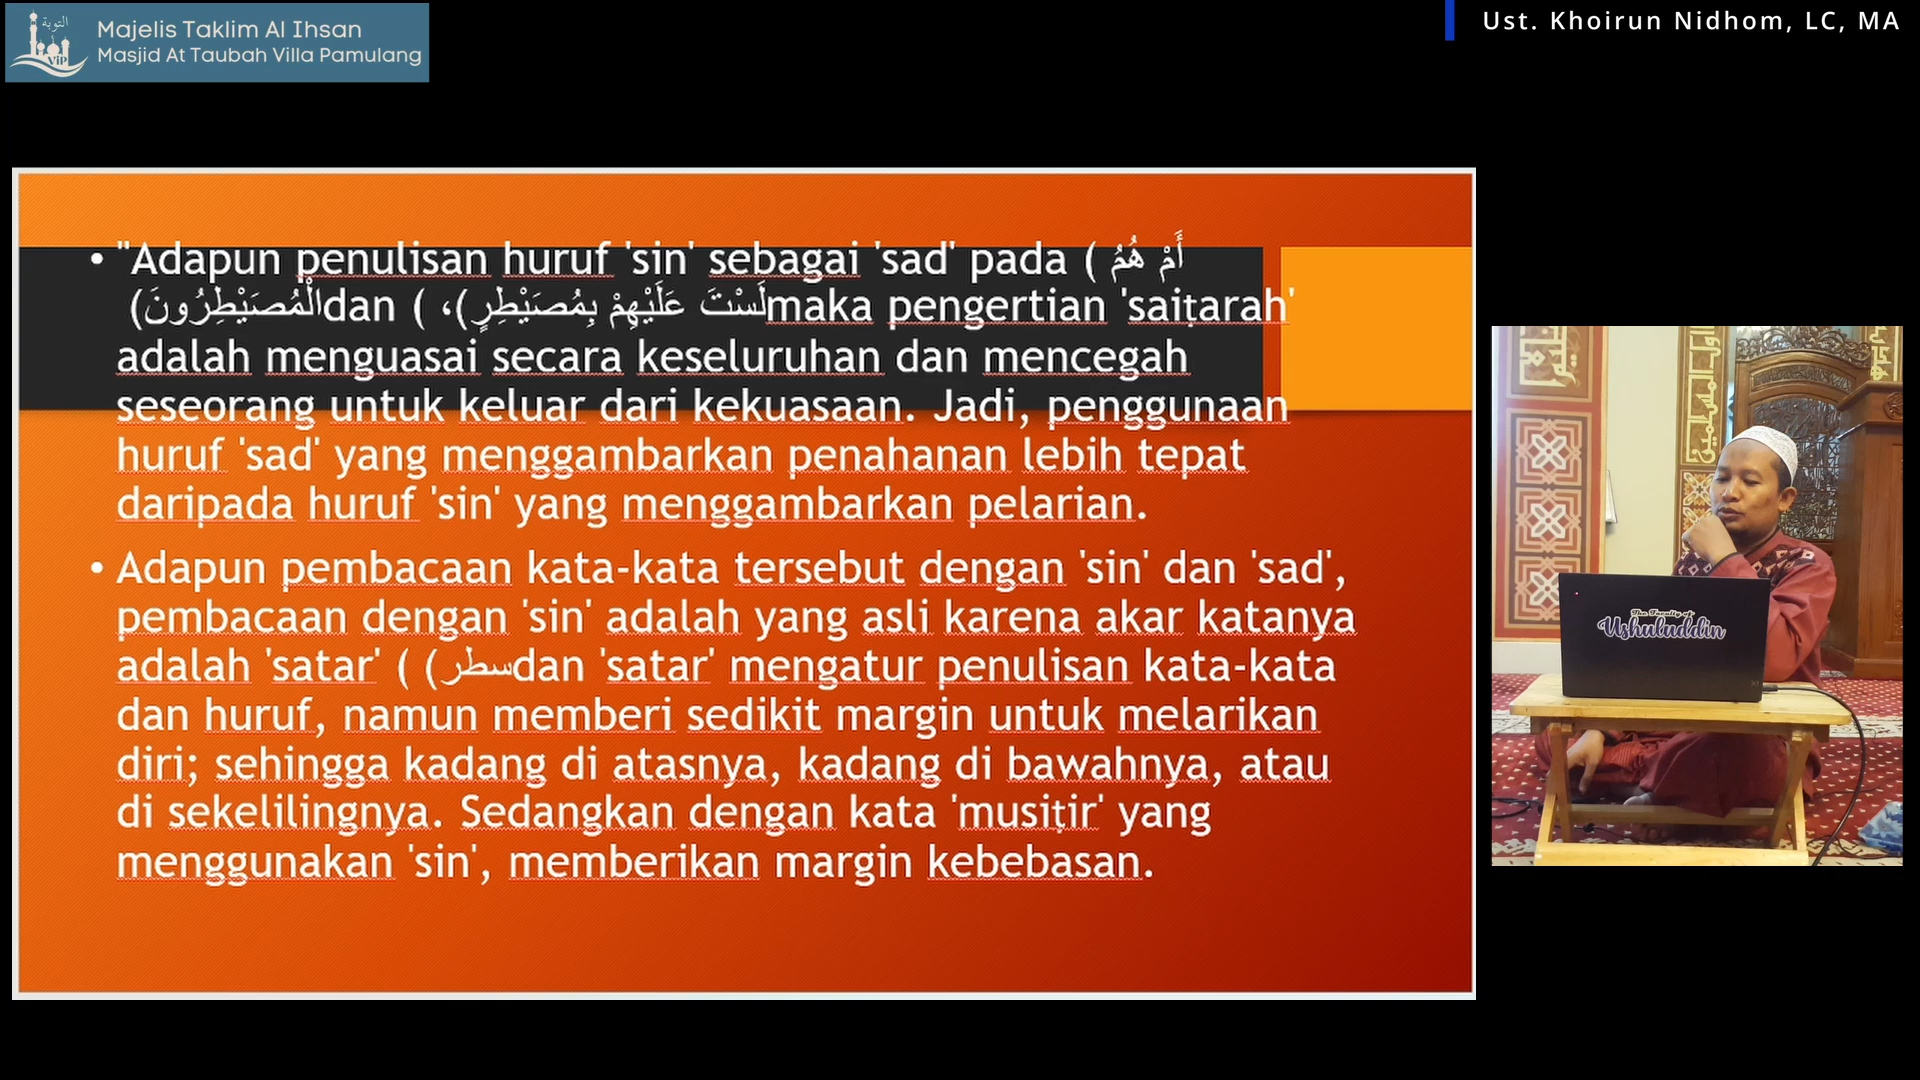 التوبة
VIP
Majelis Taklim Al Ihsan
Masjid At Taubah Villa Pamulang
Ust. Khoirun Nidhom, LC, MA
• "Adapun penulisan huruf 'sin' sebagai 'sad' pada ( أَمْ هُمُ
الْمُصَيْطِرُونَ) dan ( لَسْتَ عَلَيْهِمْ بِمُصَيْطِرٍ)، maka pengertian 'saiṭarah'
adalah menguasai secara keseluruhan dan mencegah
seseorang untuk keluar dari kekuasaan. Jadi, penggunaan
huruf 'sad' yang menggambarkan penahanan lebih tepat
daripada huruf 'sin' yang menggambarkan pelarian.
• Adapun pembacaan kata-kata tersebut dengan 'sin' dan 'sad',
pembacaan dengan 'sin' adalah yang asli karena akar katanya
adalah 'satar' ( سطر) dan 'satar' mengatur penulisan kata-kata
dan huruf, namun memberi sedikit margin untuk melarikan
diri; sehingga kadang di atasnya, kadang di bawahnya, atau
di sekelilingnya. Sedangkan dengan kata 'musiṭir' yang
menggunakan 'sin', memberikan margin kebebasan.
The Faculty of
Ushuluddin